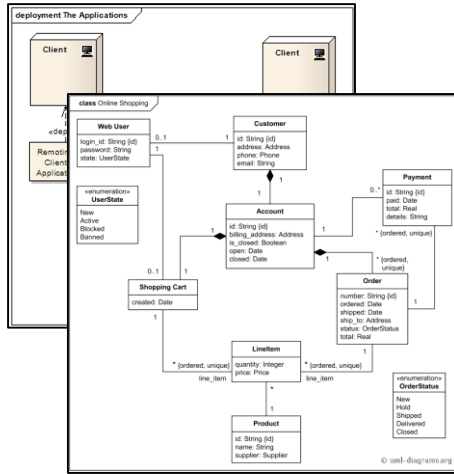 deployment The Applications
Client
Client
«dep
Remotin
Client
Applicat
class Online Shopping
Web User
login_id: String {id}
password: String
state: UserState
0..1
1
Customer
id: String {id}
address: Address
phone: Phone
email: String
1
1
«enumeration»
UserState
New
Active
Blocked
Banned
Account
id: String {id}
billing_address: Address
is_closed: Boolean
open: Date
closed: Date
1
0..*
Payment
id: String {id}
paid: Date
total: Real
details: String
1
1
* {ordered,
unique}
* {ordered,
unique}
1
0..1
1
Shopping Cart
created: Date
Order
number: String {id}
ordered: Date
shipped: Date
ship_to: Address
status: OrderStatus
total: Real
1
1
* {ordered, unique}
line_item
LineItem
quantity: Integer
price: Price
* {ordered, unique}
line_item
*
1
Product
id: String {id}
name: String
supplier: Supplier
«enumeration»
OrderStatus
New
Hold
Shipped
Delivered
Closed
© uml-diagrams.org